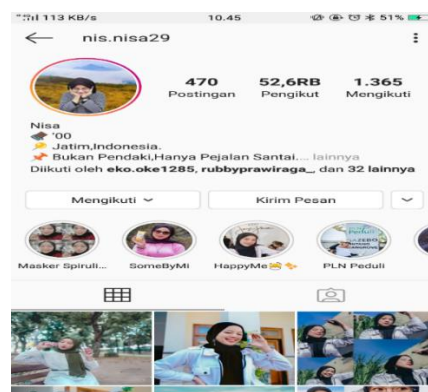 113 KB/s 10.45 51%
nis.nisa29
470 52,6RB 1.365
Postingan Pengikut Mengikuti
Nisa
'00
Jatim,Indonesia.
Bukan Pendaki,Hanya Pejalan Santai.... lainnya
Diikuti oleh eko.oke1285, rubbyprawiraga_, dan 32 lainnya
Mengikuti Kirim Pesan
Masker Spiruli... SomeByMi HappyMe PLN Peduli